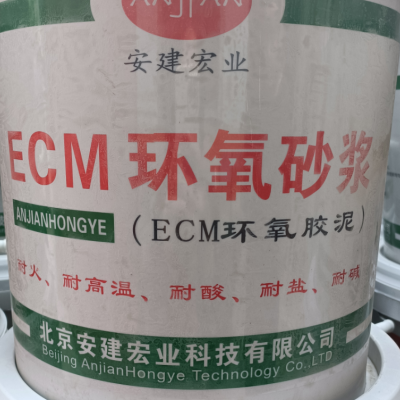 ANJIAN
安建宏业
ECM 环氧砂浆
ANJIANHONGYE
(ECM环氧胶泥)
耐火、耐高温、耐酸、耐盐、耐碱
北京安建宏业科技有限公司
Beijing AnjianHongye Technology Co.,LTD